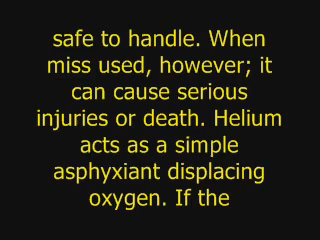 safe to handle. When
miss used, however; it
can cause serious
injuries or death. Helium
acts as a simple
asphyxiant displacing
oxygen. If the